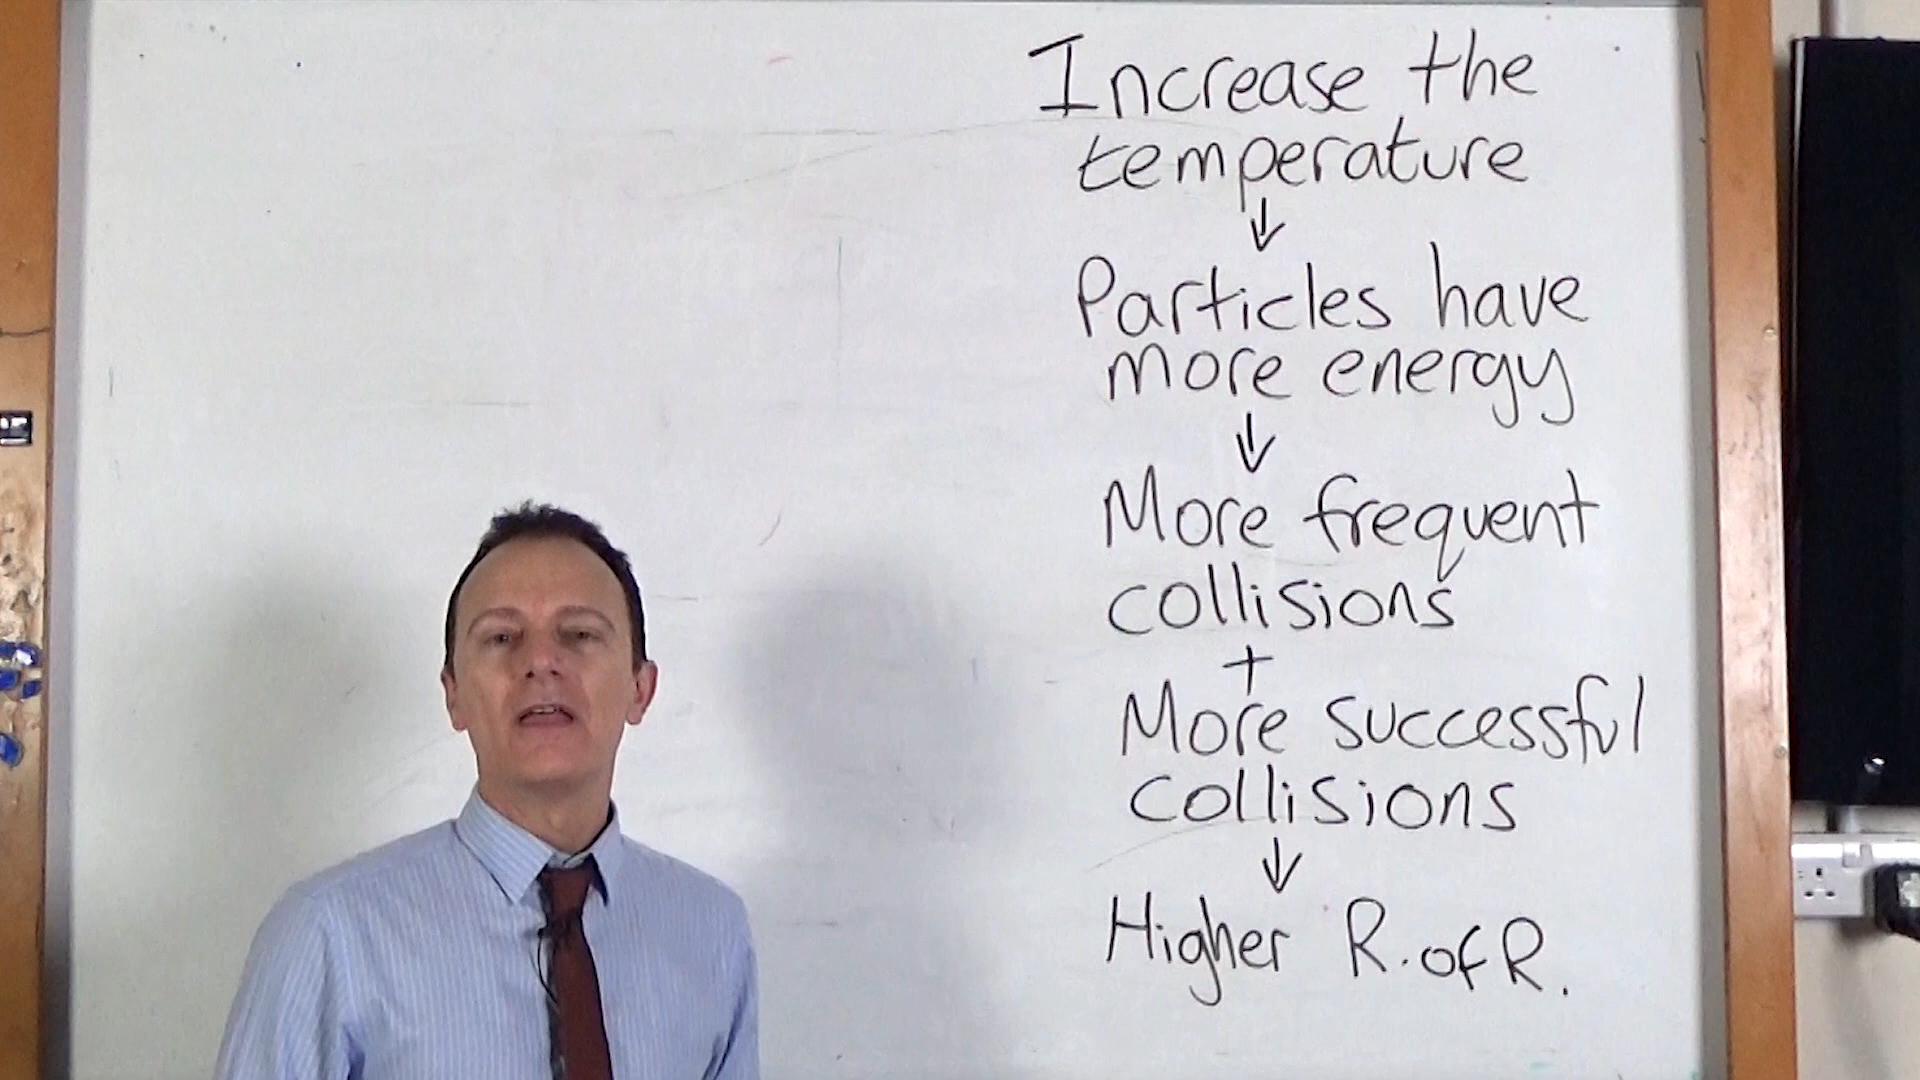 Increase the
temperature
↓
Particles have
more energy
↓
More frequent
collisions
+
More successful
collisions
↓
Higher R. of R.